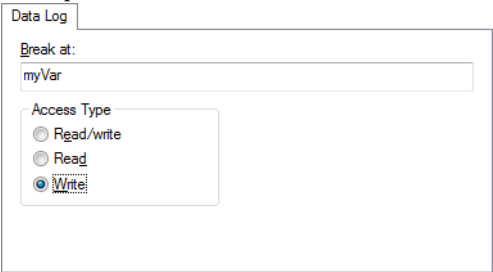 Data Log
Break at:
myVar
Access Type
Read/write
Read
Write